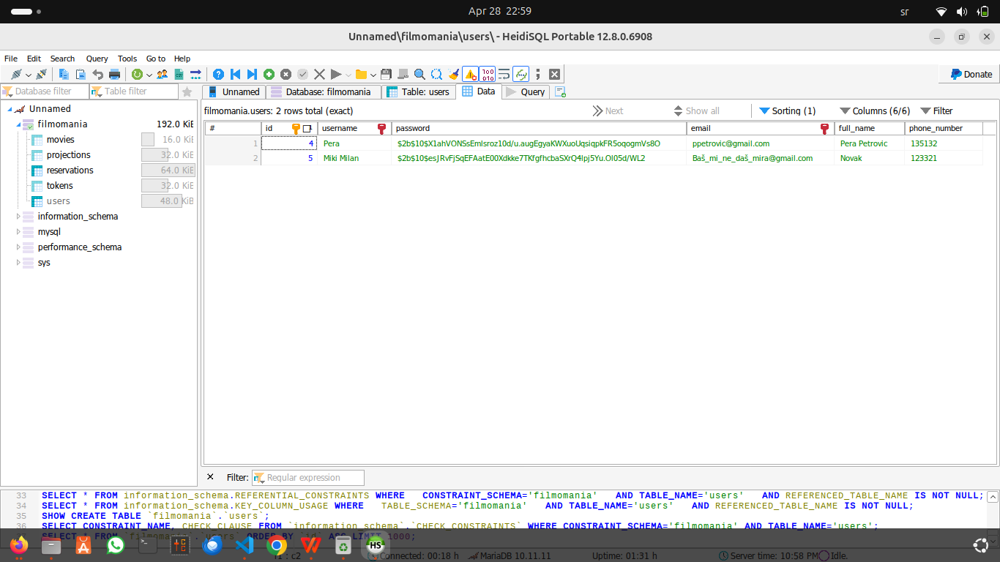 Apr 28 22:59
sr
Unnamed\filmomania\users\ - HeidiSQL Portable 12.8.0.6908
File Edit Search Query Tools Go to Help
Donate
Database filter Table filter
Unnamed Database: filmomania Table: users Data Query
Unnamed
filmomania 192.0 KiB
movies 16.0 KiB
projections 32.0 KiB
reservations 64.0 KiB
tokens 32.0 KiB
users 48.0 KiB
information_schema
mysql
performance_schema
sys
filmomania.users: 2 rows total (exact) Next Show all Sorting (1) Columns (6/6) Filter
# id 1 username password email full_name phone_number
1 4 Pera $2b$10$X1ahVONSsEmIsroz10d/u.augEgyaKWXuoUqsiqpkFR5oqogmVs8O ppetrovic@gmail.com Pera Petrovic 135132
2 5 Miki Milan $2b$10$esJRvFjSqEFAatE00Xdkke7TKfgfhcbaSXrQ4Ipj5Yu.OI05d/WL2 Baš_mi_ne_daš_mira@gmail.com Novak 123321
Filter: Regular expression
33 SELECT * FROM information_schema.REFERENTIAL_CONSTRAINTS WHERE CONSTRAINT_SCHEMA='filmomania' AND TABLE_NAME='users' AND REFERENCED_TABLE_NAME IS NOT NULL;
34 SELECT * FROM information_schema.KEY_COLUMN_USAGE WHERE TABLE_SCHEMA='filmomania' AND TABLE_NAME='users' AND REFERENCED_TABLE_NAME IS NOT NULL;
35 SHOW CREATE TABLE `filmomania`.`users`;
36 SELECT CONSTRAINT_NAME, CHECK_CLAUSE FROM `information_schema`.`CHECK_CONSTRAINTS` WHERE CONSTRAINT_SCHEMA='filmomania' AND TABLE_NAME='users';
37 SELECT * FROM `filmomania`.`users` ORDER BY `id` ASC LIMIT 1000;
r1 : c2 Connected: 00:18 h MariaDB 10.11.11 Uptime: 01:31 h Server time: 10:58 PM Idle.
HS